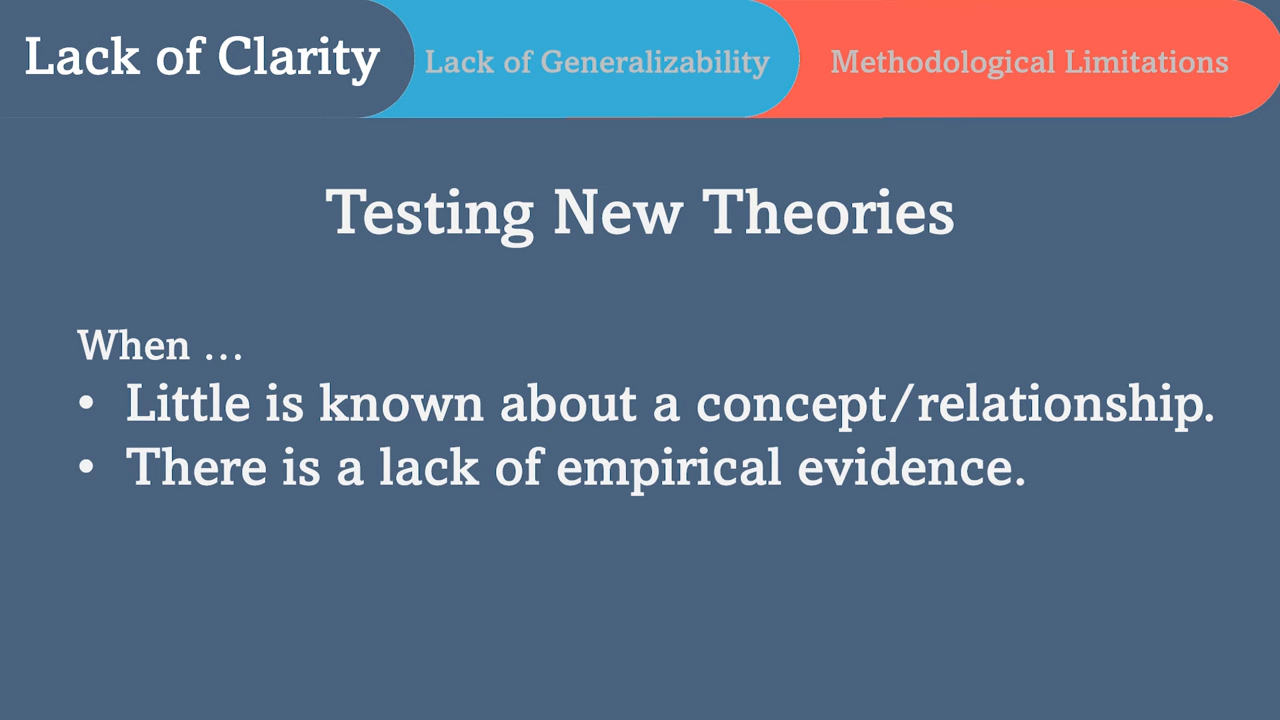 Lack of Clarity
Lack of Generalizability
Methodological Limitations
Testing New Theories
When ...
• Little is known about a concept/relationship.
• There is a lack of empirical evidence.